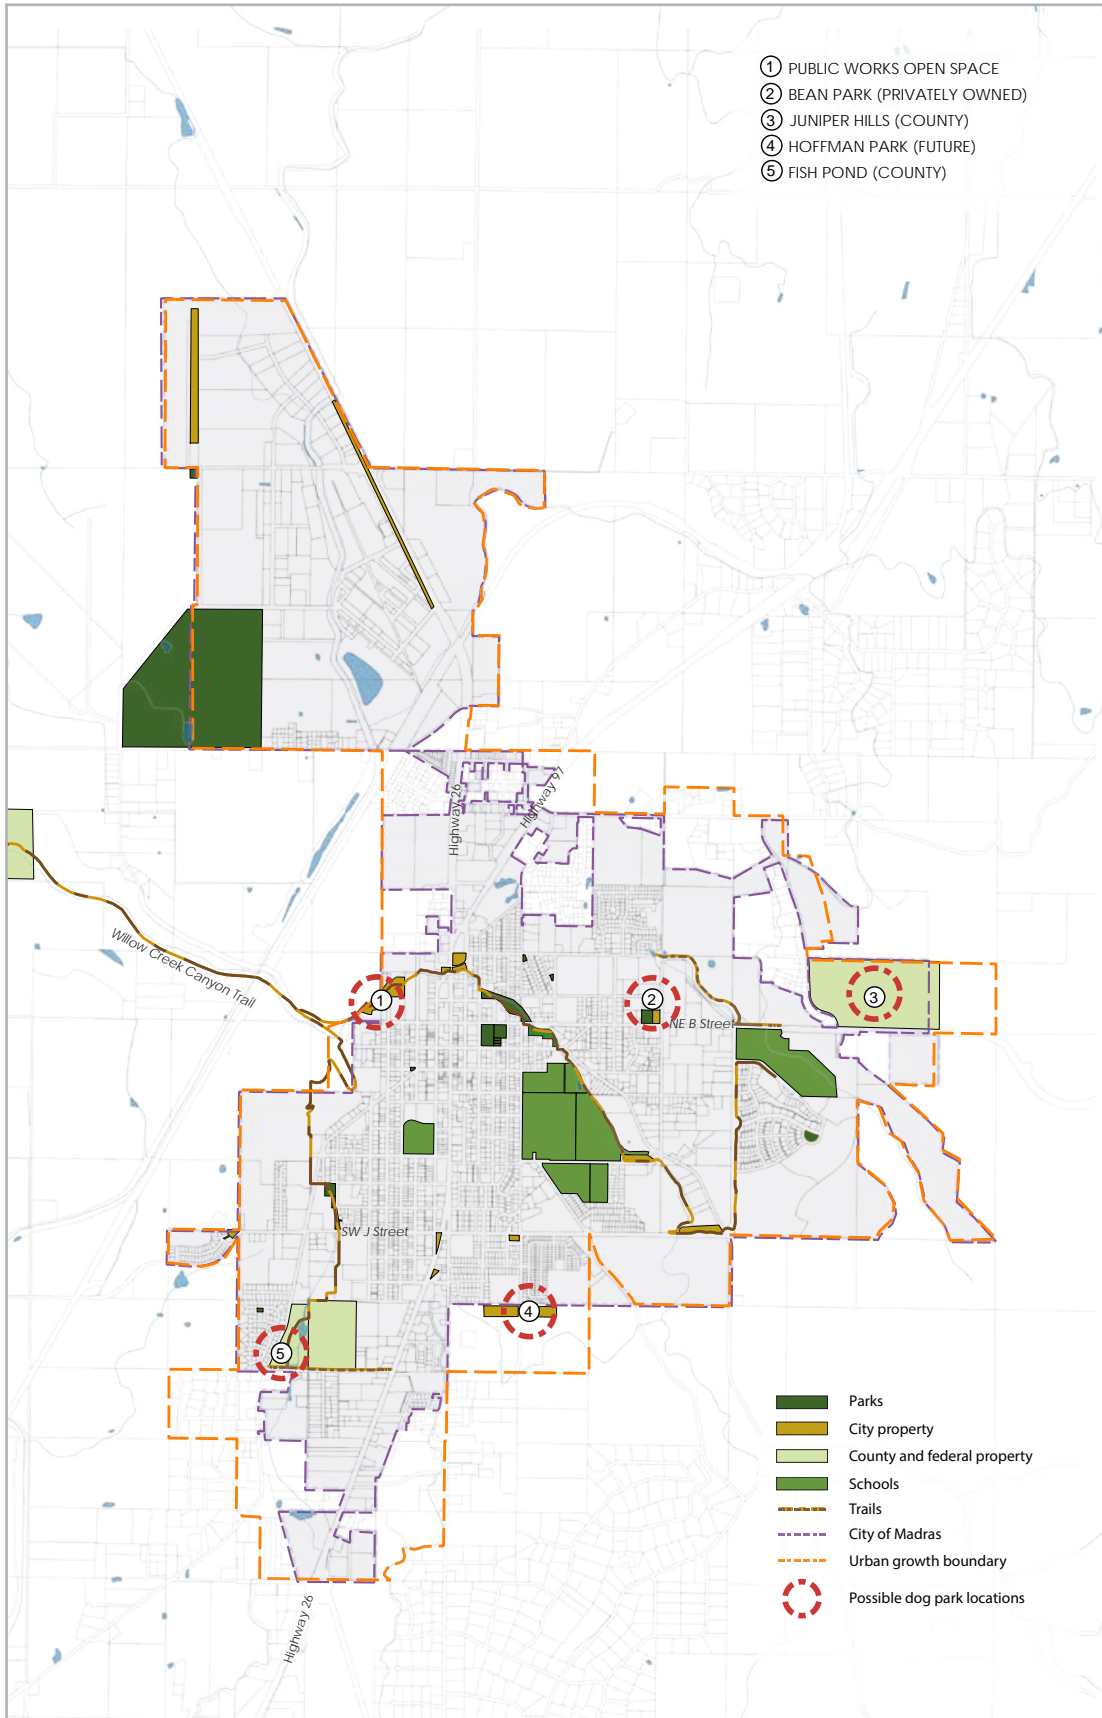 1 PUBLIC WORKS OPEN SPACE
2 BEAN PARK (PRIVATELY OWNED)
3 JUNIPER HILLS (COUNTY)
4 HOFFMAN PARK (FUTURE)
5 FISH POND (COUNTY)
Highway 26
Highway 97
Willow Creek Canyon Trail
1
2
3
NE B Street
SW J Street
4
5
Parks
City property
County and federal property
Schools
Trails
City of Madras
Urban growth boundary
Possible dog park locations
Highway 26